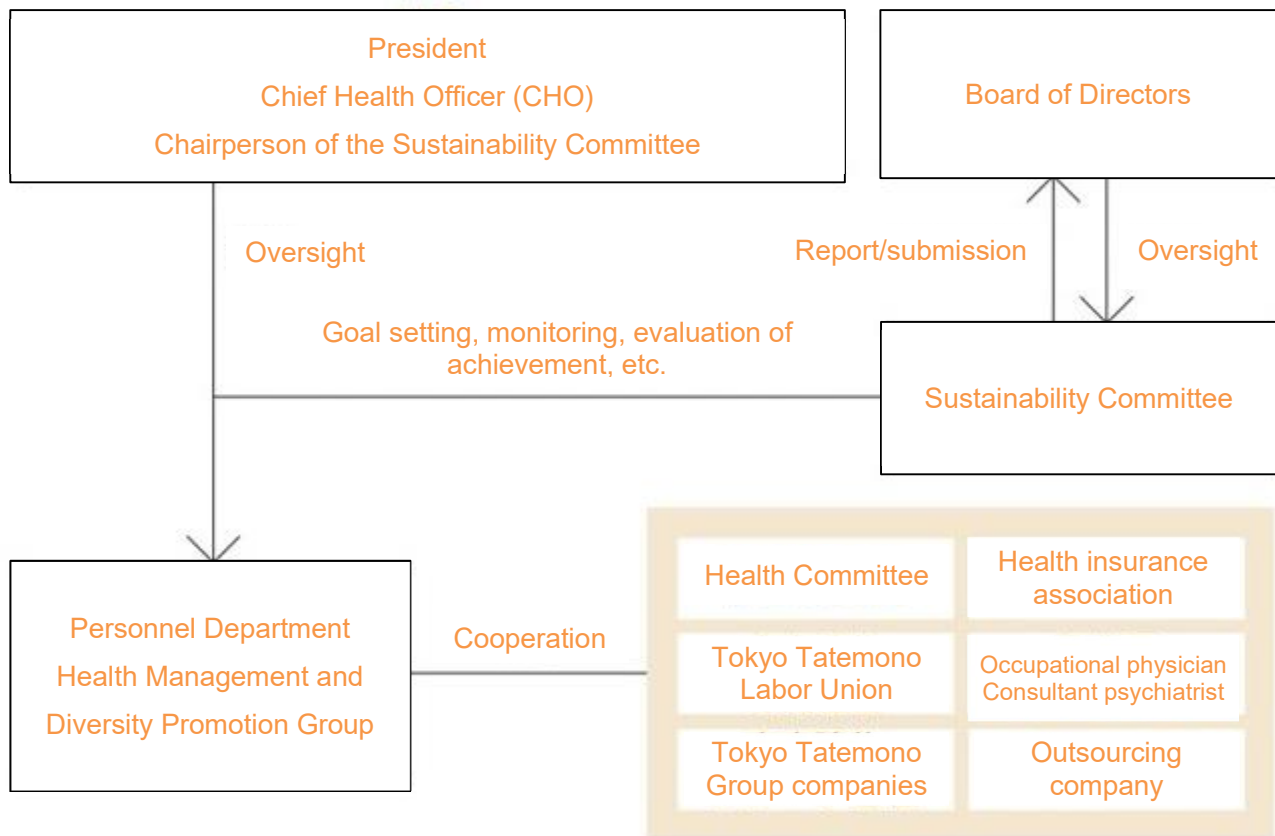 President
Chief Health Officer (CHO)
Chairperson of the Sustainability Committee
Board of Directors
Oversight
Report/submission
Oversight
Goal setting, monitoring, evaluation of
achievement, etc.
Sustainability Committee
Personnel Department
Health Management and
Diversity Promotion Group
Cooperation
Health Committee
Health insurance
association
Tokyo Tatemono
Labor Union
Occupational physician
Consultant psychiatrist
Tokyo Tatemono
Group companies
Outsourcing
company